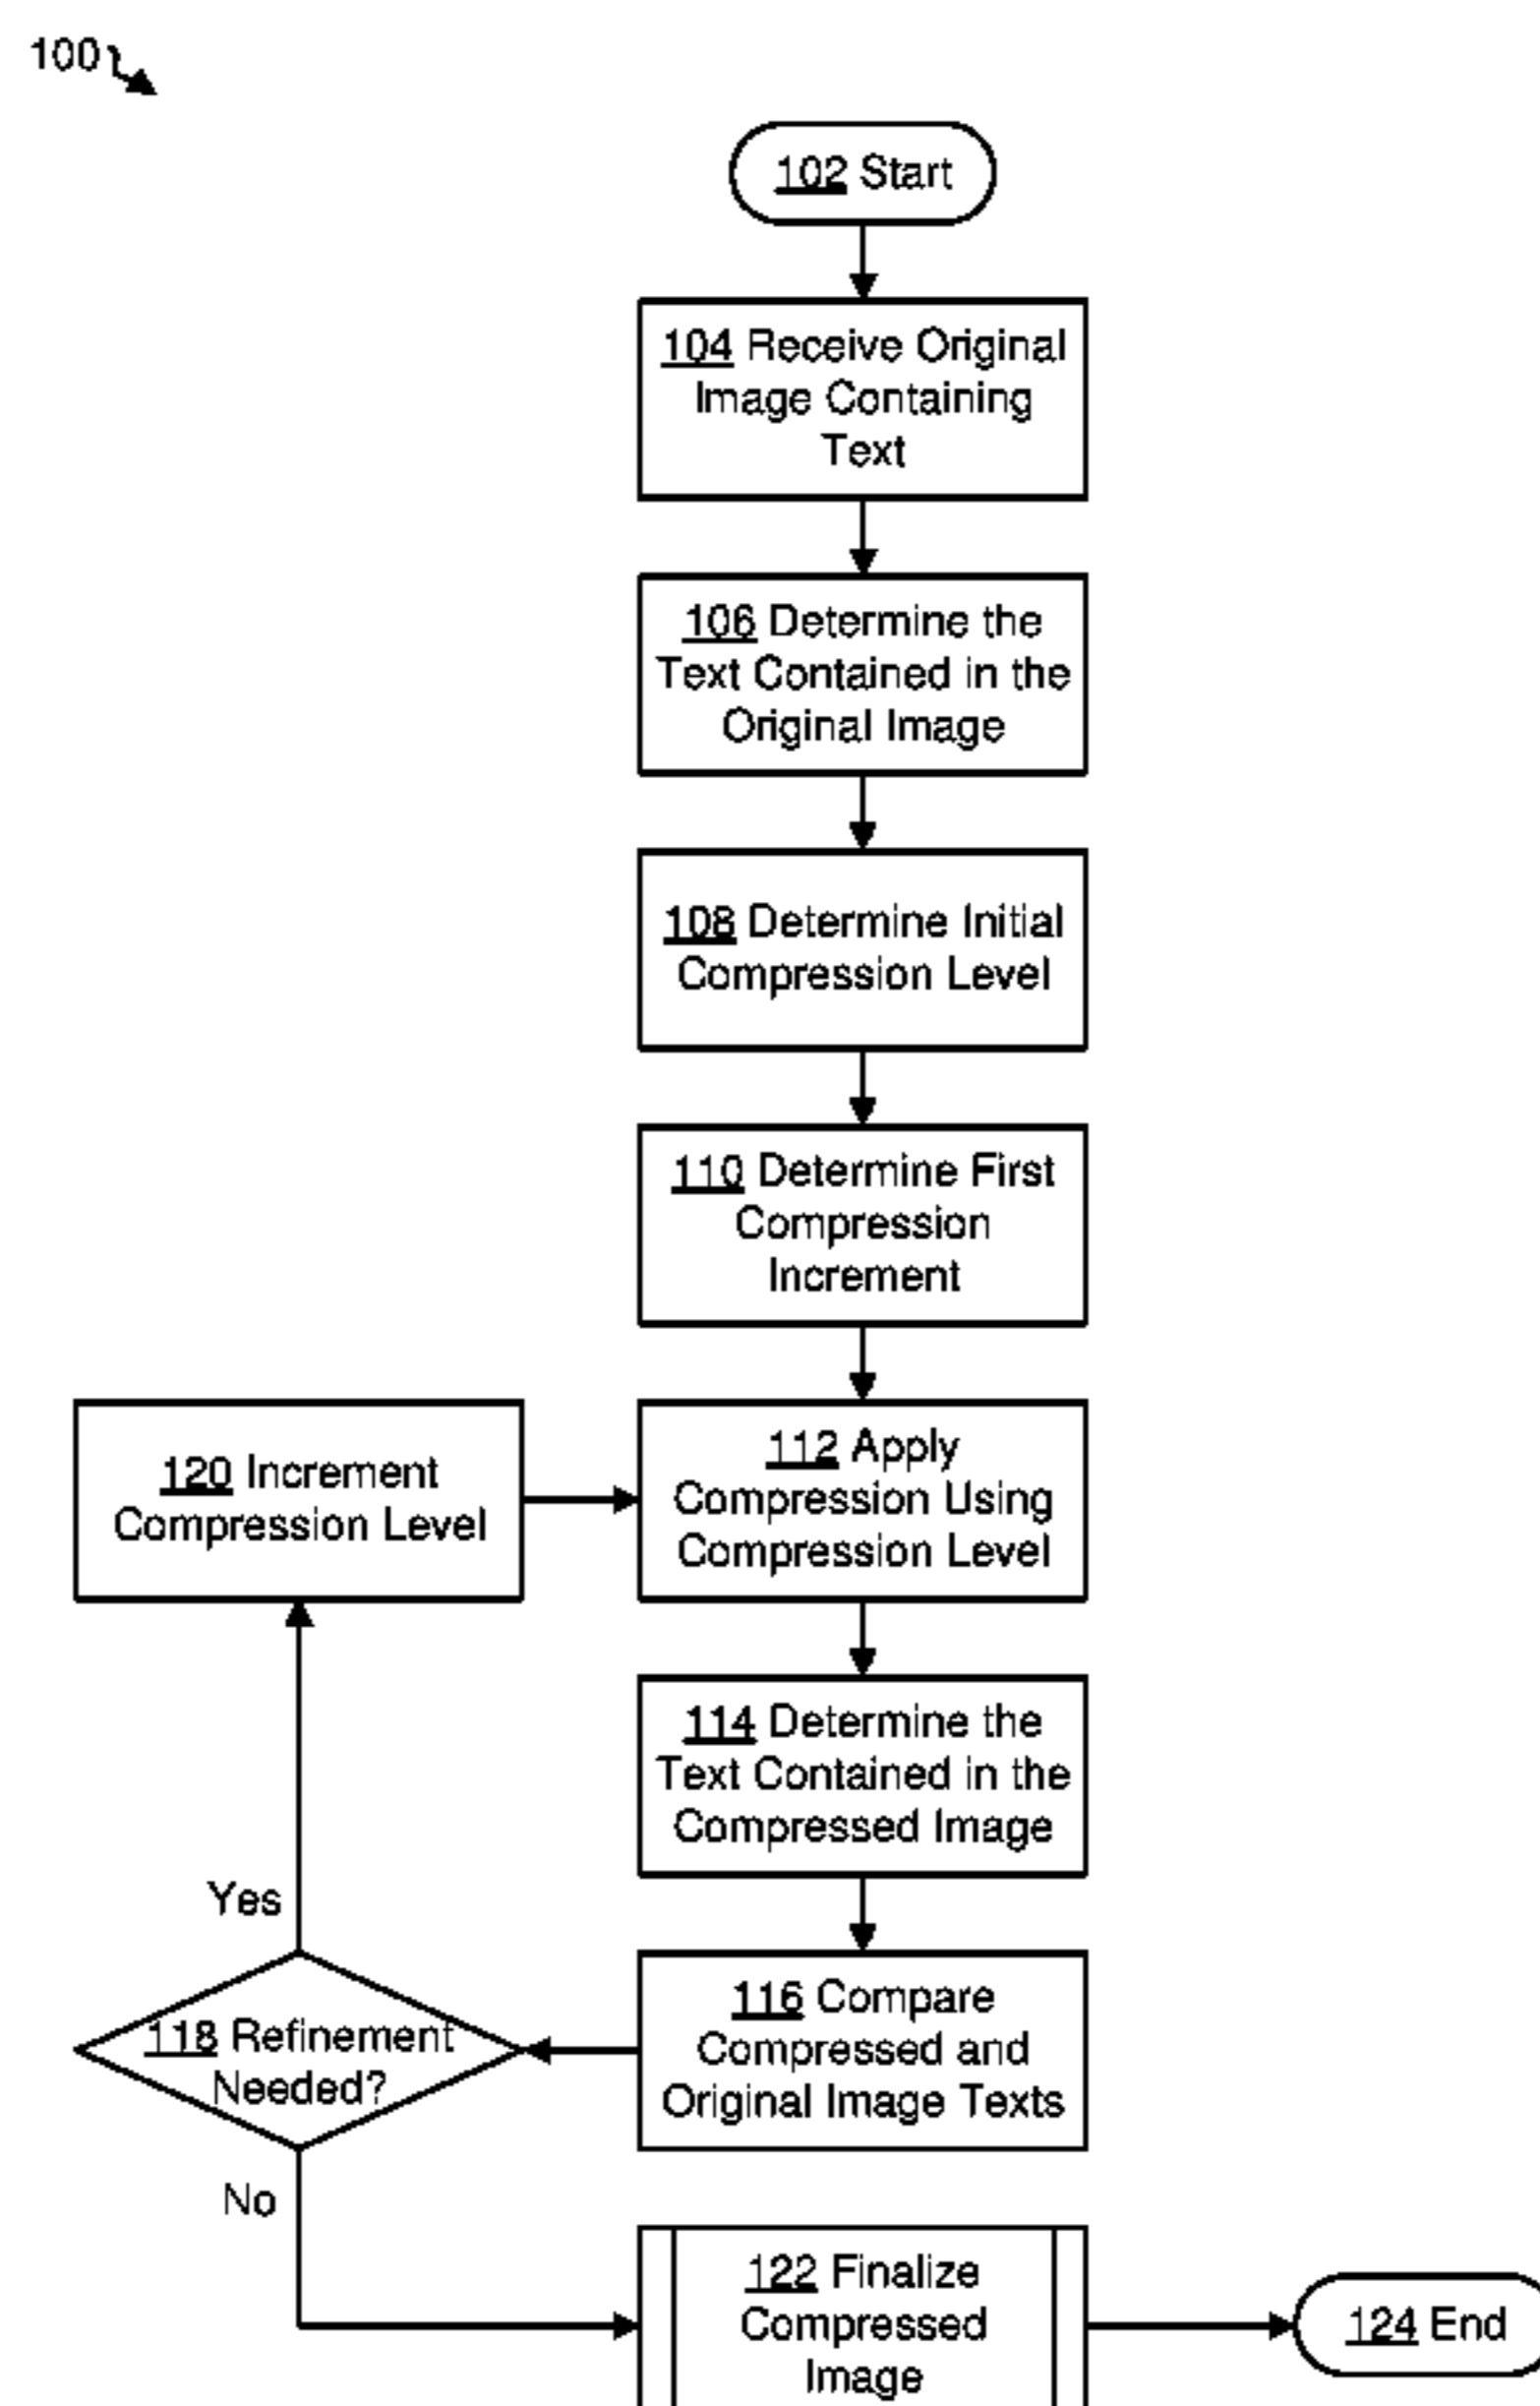 100
102 Start
104 Receive Original
Image Containing
Text
106 Determine the
Text Contained in the
Original Image
108 Determine Initial
Compression Level
110 Determine First
Compression
Increment
120 Increment
Compression Level
112 Apply
Compression Using
Compression Level
114 Determine the
Text Contained in the
Compressed Image
Yes
118 Refinement
Needed?
116 Compare
Compressed and
Original Image Texts
No
122 Finalize
Compressed
Image
124 End